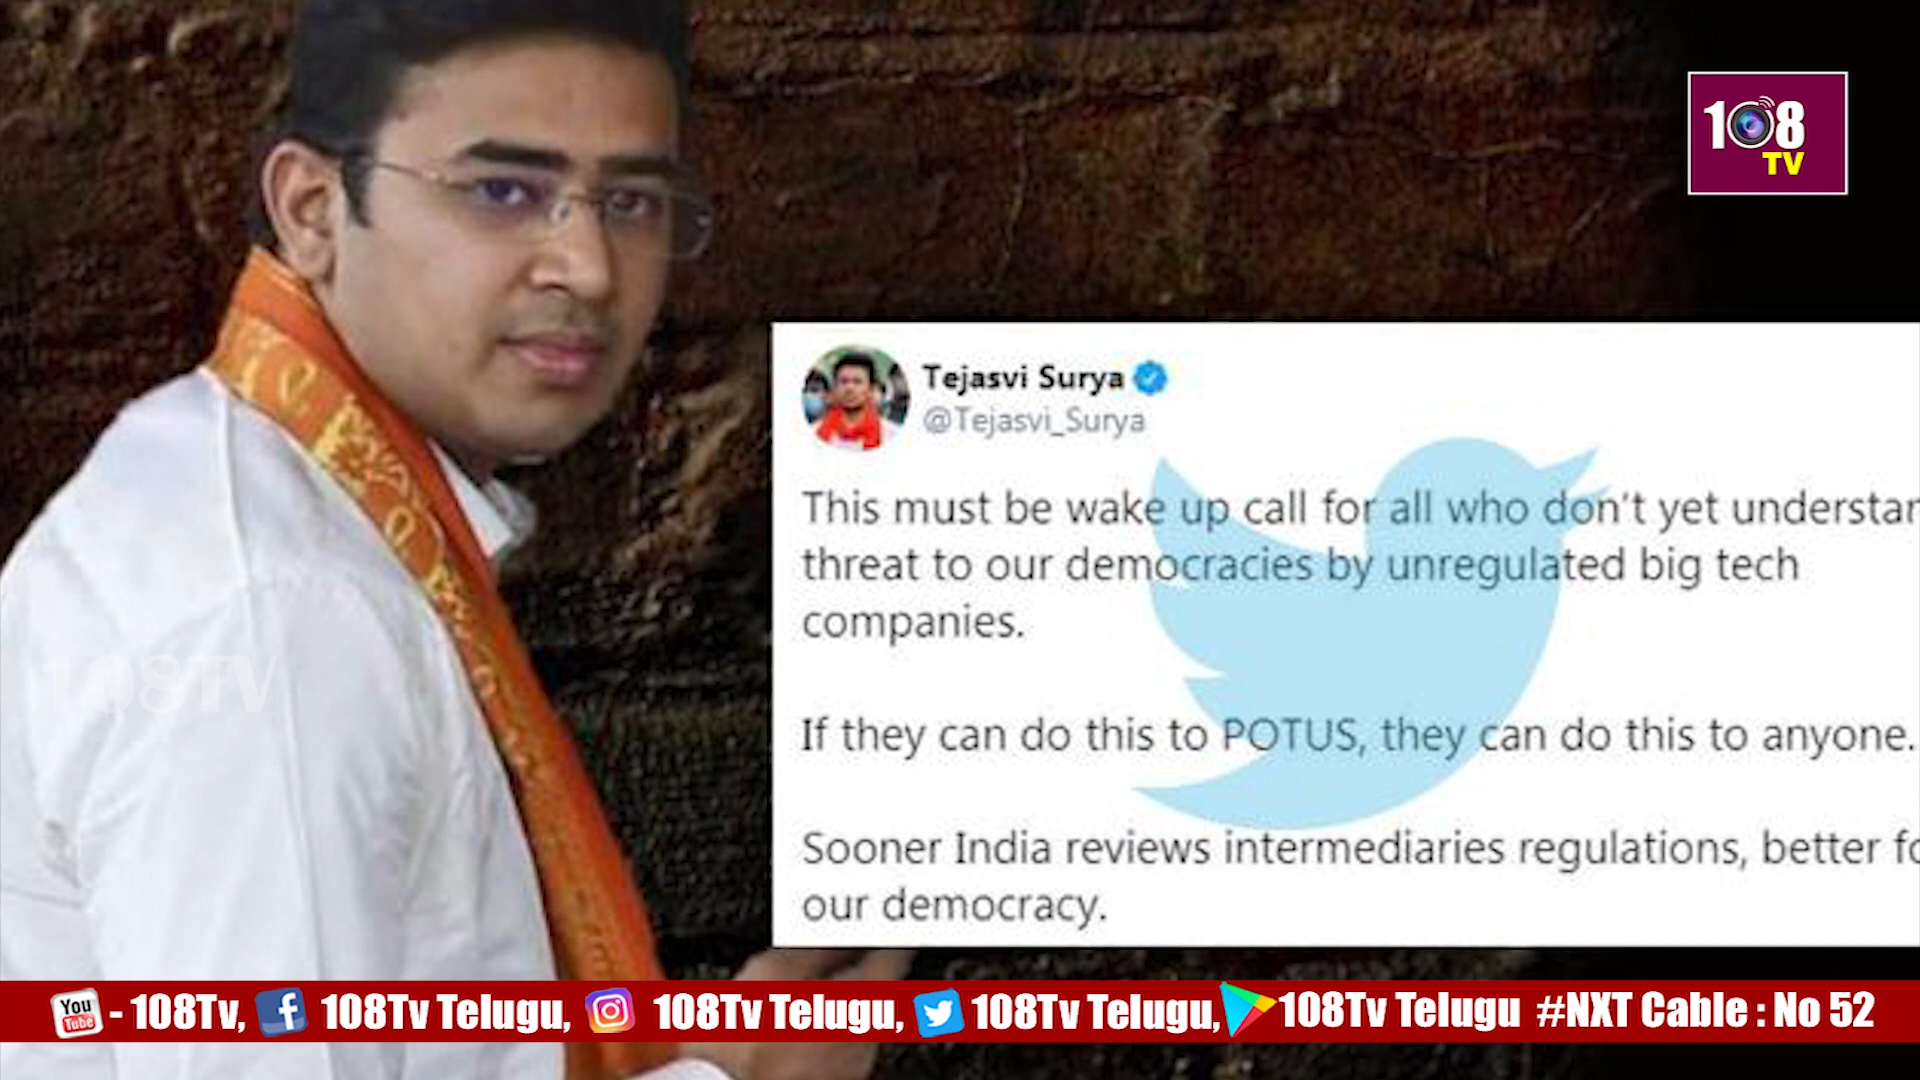 108
TV
Tejasvi Surya
@Tejasvi_Surya
This must be wake up call for all who don't yet understan
threat to our democracies by unregulated big tech
companies.
If they can do this to POTUS, they can do this to anyone.
Sooner India reviews intermediaries regulations, better fo
our democracy.
108TV
You Tube - 108Tv, f 108Tv Telugu, 108Tv Telugu, 108Tv Telugu, 108Tv Telugu #NXT Cable : No 52